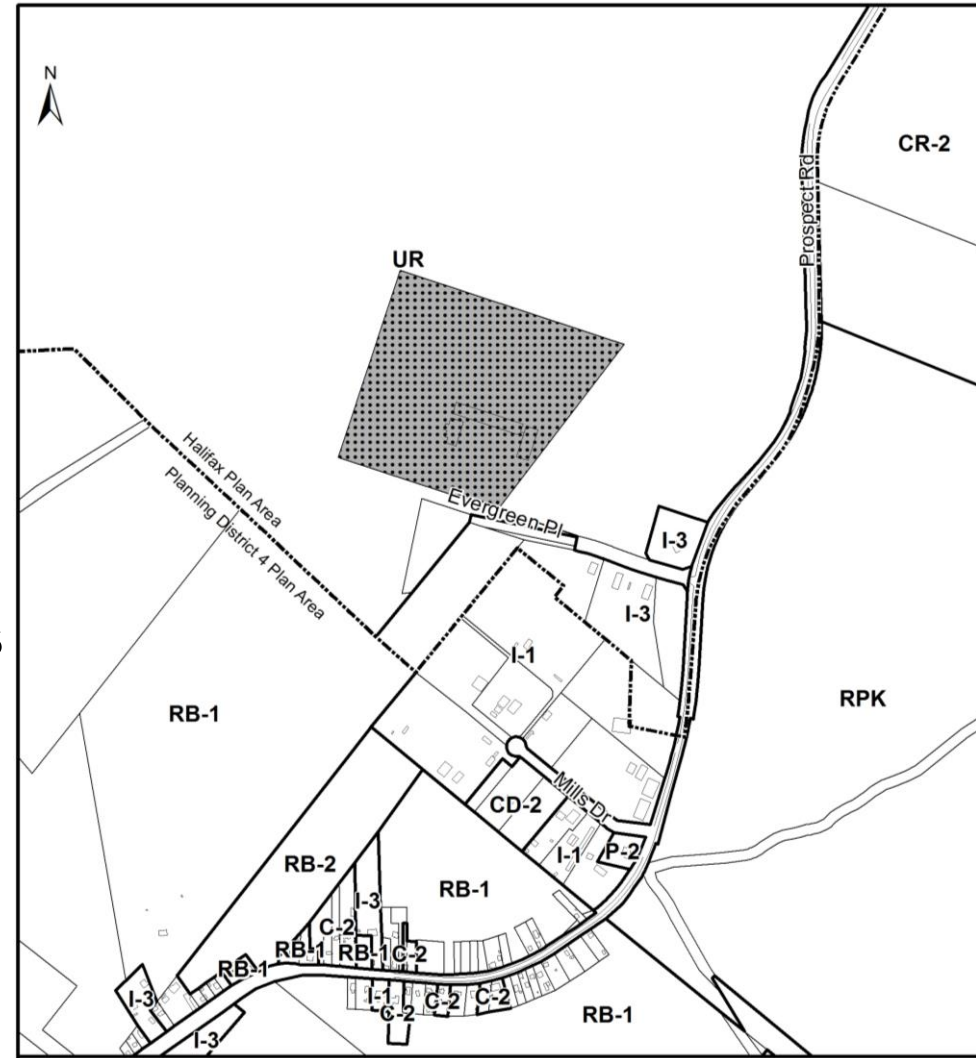 N
CR-2
Prospect Rd
UR
Halifax Plan Area
Planning District 4 Plan Area
Evergreen Pl
I-3
I-3
I-1
RB-1
RPK
Mills Dr
CD-2
I-1
P-2
RB-2
RB-1
I-3
C-2
RB-1
RB-1
C-2
RB-1
I-3
I-1
C-2
C-2
C-2
RB-1
I-3